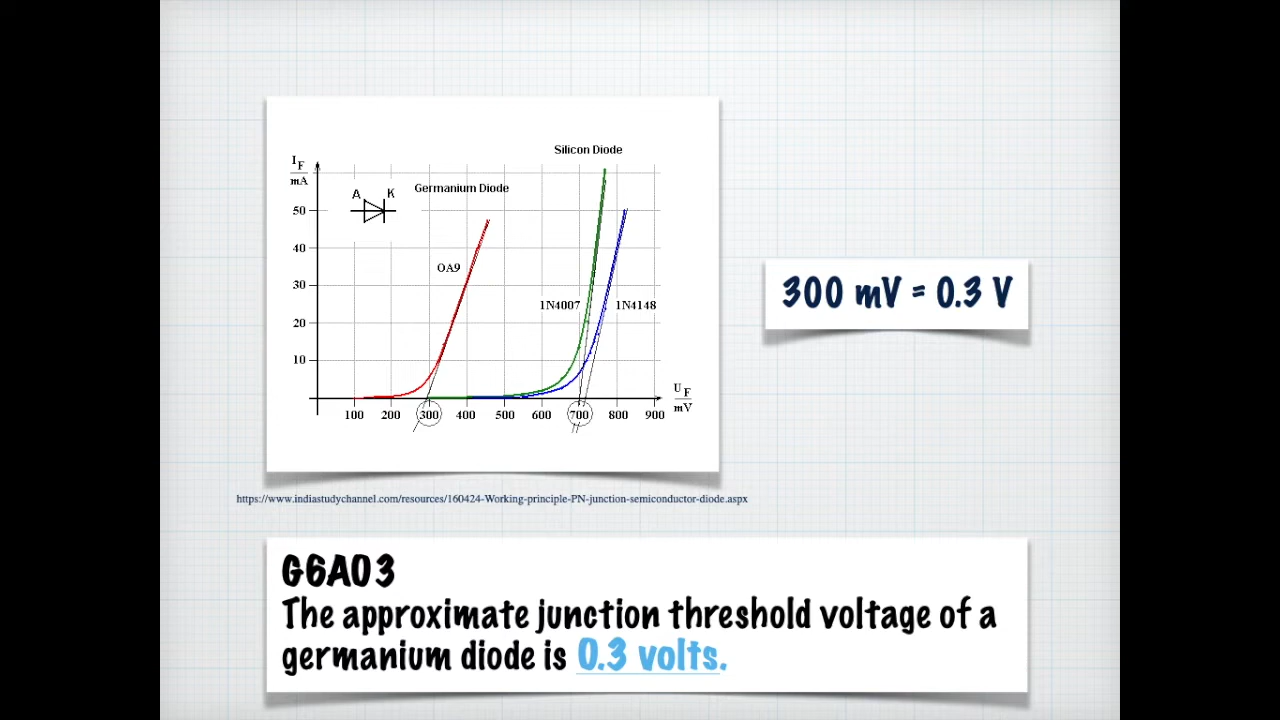 Silicon Diode
I F
mA
A K
Germanium Diode
50
40
OA9
30
1N4007 1N4148
20
10
U F
mV
100 200 300 400 500 600 700 800 900
300 mV = 0.3 V
https://www.indiastudychannel.com/resources/160424-Working-principle-PN-junction-semiconductor-diode.aspx
G6A03
The approximate junction threshold voltage of a
germanium diode is 0.3 volts.